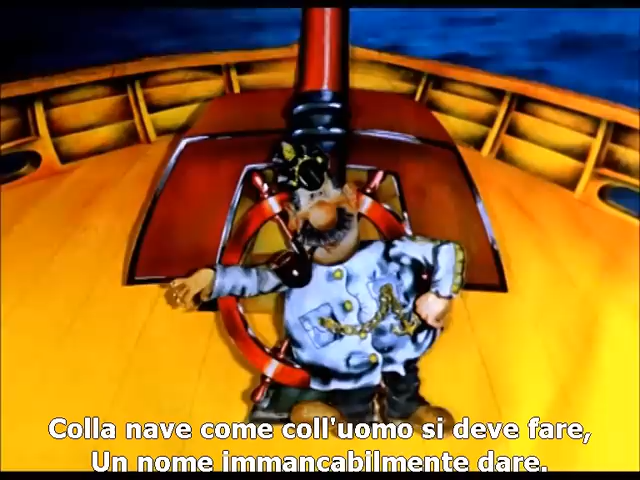 Colla nave come coll'uomo si deve fare,
Un nome immancabilmente dare.